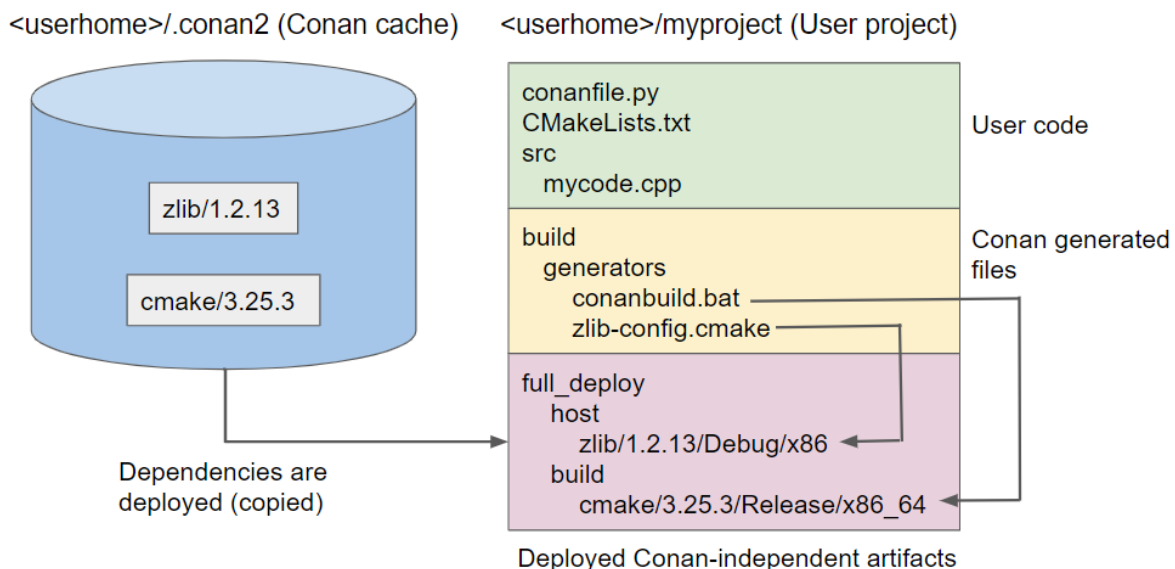 <userhome>/.conan2 (Conan cache)
<userhome>/myproject (User project)
zlib/1.2.13
cmake/3.25.3
Dependencies are
deployed (copied)
conanfile.py
CMakeLists.txt
src
mycode.cpp
User code
build
generators
conanbuild.bat
zlib-config.cmake
Conan generated
files
full_deploy
host
zlib/1.2.13/Debug/x86
build
cmake/3.25.3/Release/x86_64
Deployed Conan-independent artifacts